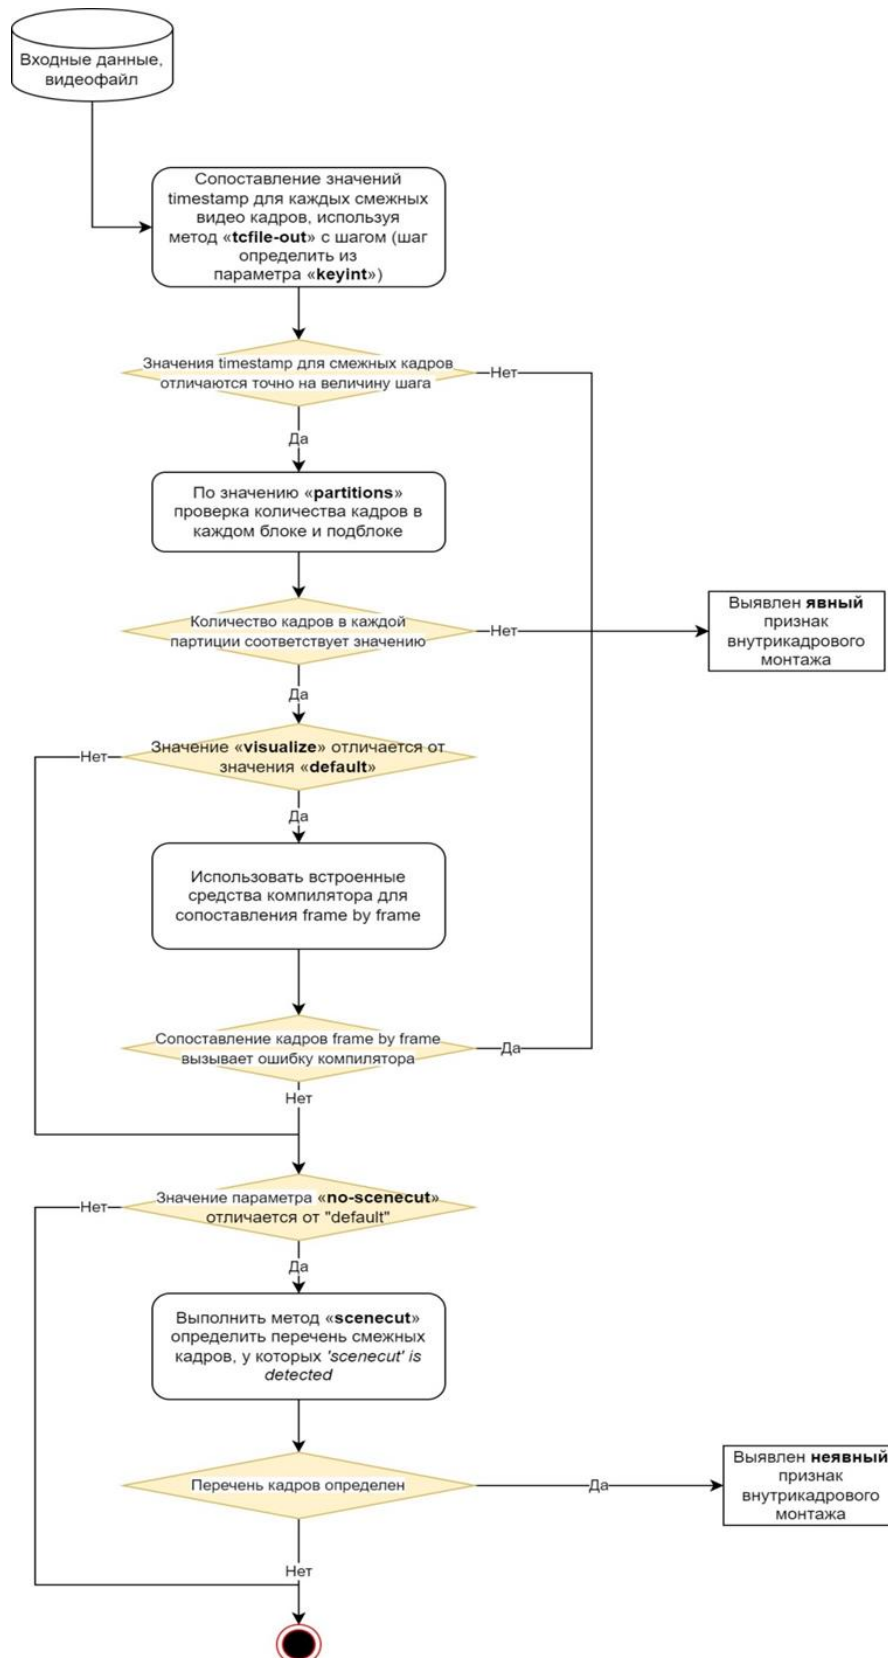 Входные данные,
видеофайл
Сопоставление значений
timestamp для каждых смежных
видео кадров, используя
метод «tcfile-out» с шагом (шаг
определить из
параметра «keyint»)
Значения timestamp для смежных кадров
отличаются точно на величину шага
Нет
Да
По значению «partitions»
проверка количества кадров в
каждом блоке и подблоке
Количество кадров в каждой
партиции соответствует значению
Нет
Выявлен явный
признак
внутрикадрового
монтажа
Да
Значение «visualize» отличается от
значения «default»
Нет
Да
Использовать встроенные
средства компилятора для
сопоставления frame by frame
Сопоставление кадров frame by frame
вызывает ошибку компилятора
Да
Нет
Значение параметра «no-scenecut»
отличается от "default"
Нет
Да
Выполнить метод «scenecut»
определить перечень смежных
кадров, у которых 'scenecut' is
detected
Перечень кадров определен
Да
Выявлен неявный
признак
внутрикадрового
монтажа
Нет